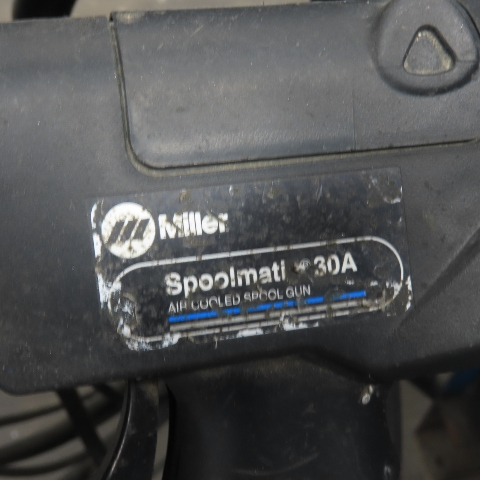 Miller
Spoolmati 30A
AIR COOLED SPOOL GUN